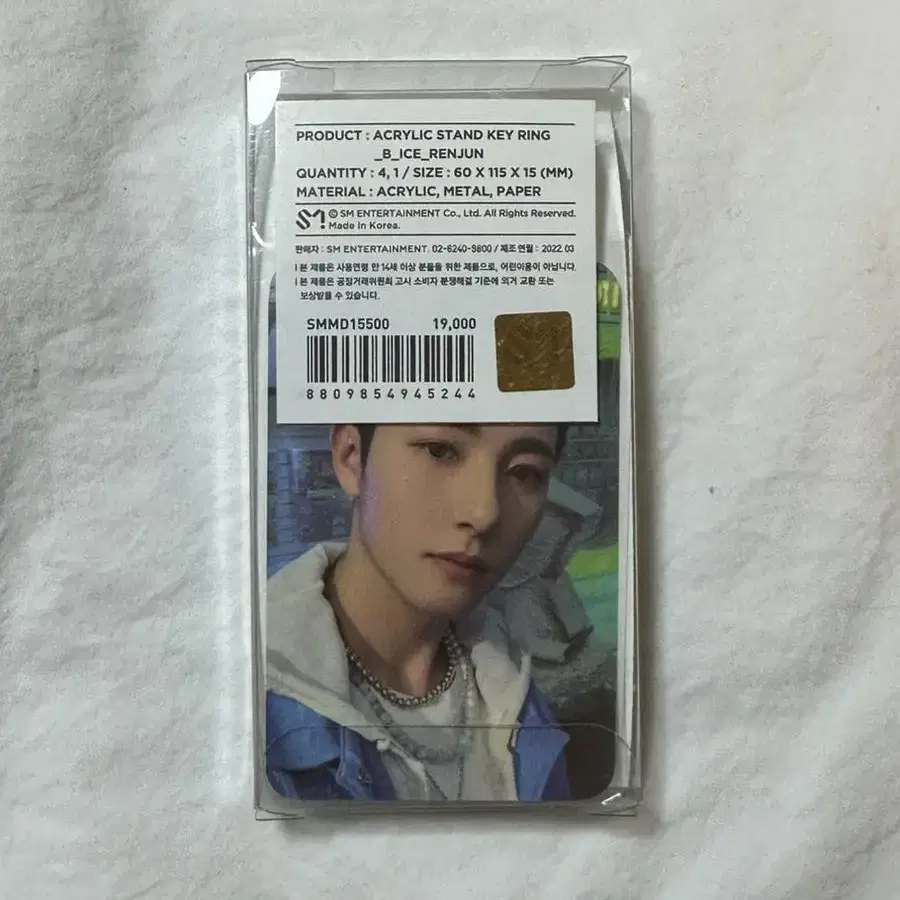 PRODUCT : ACRYLIC STAND KEY RING
_B_ICE_RENJUN
QUANTITY : 4, 1 / SIZE : 60 X 115 X 15 (MM)
MATERIAL : ACRYLIC, METAL, PAPER
SM! © SM ENTERTAINMENT Co., Ltd. All Rights Reserved.
Made in Korea.
판매자 : SM ENTERTAINMENT. 02-6240-9800 / 제조 연월 : 2022. 03
본 제품은 사용연령 만 14세 이상 분들을 위한 제품으로, 어린이용이 아닙니다.
본 제품은 공정거래위원회 고시 소비자 분쟁해결 기준에 의거 교환 또는
보상받을 수 있습니다.
SMMD15500 19,000
8809854945244